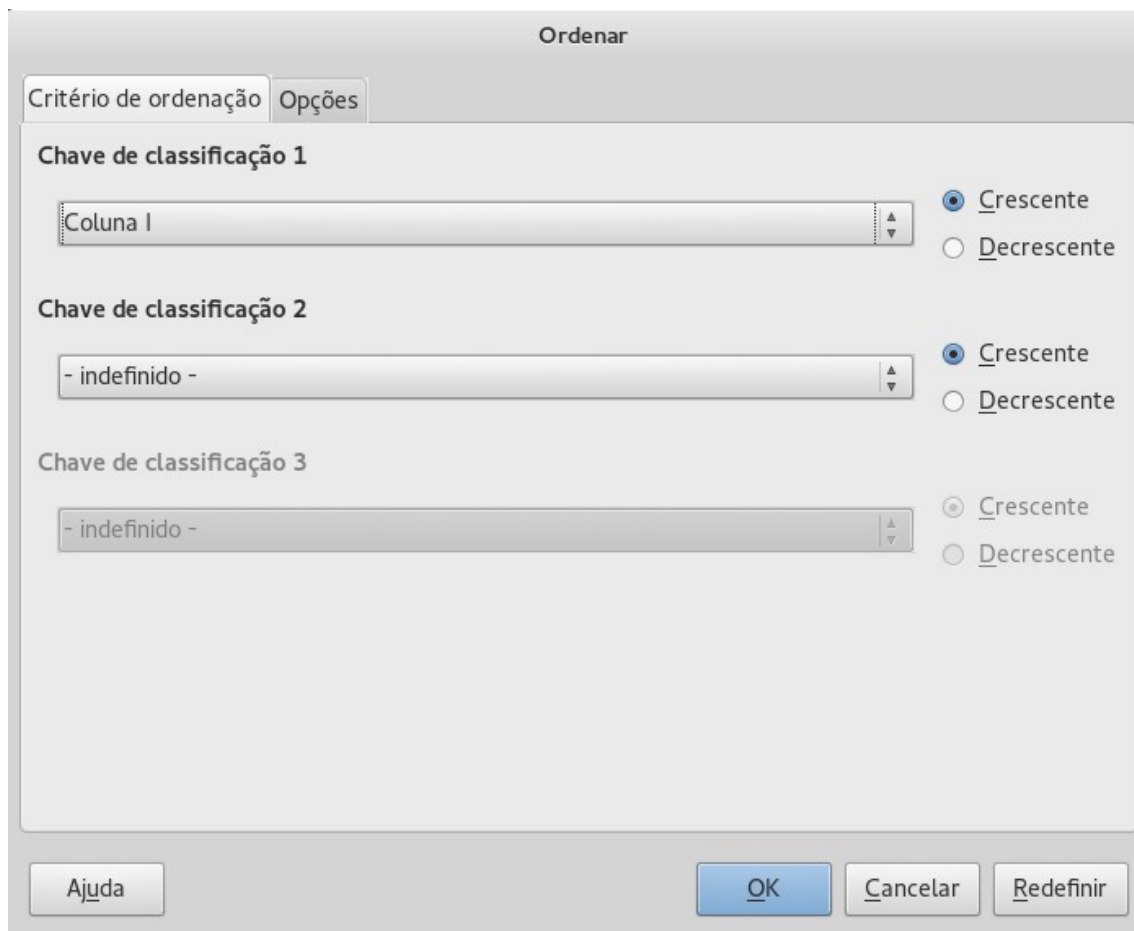 Ordenar
Critério de ordenação Opções
Chave de classificação 1
Coluna I
Crescente
Decrescente
Chave de classificação 2
- indefinido -
Crescente
Decrescente
Chave de classificação 3
- indefinido -
Crescente
Decrescente
Ajuda OK Cancelar Redefinir